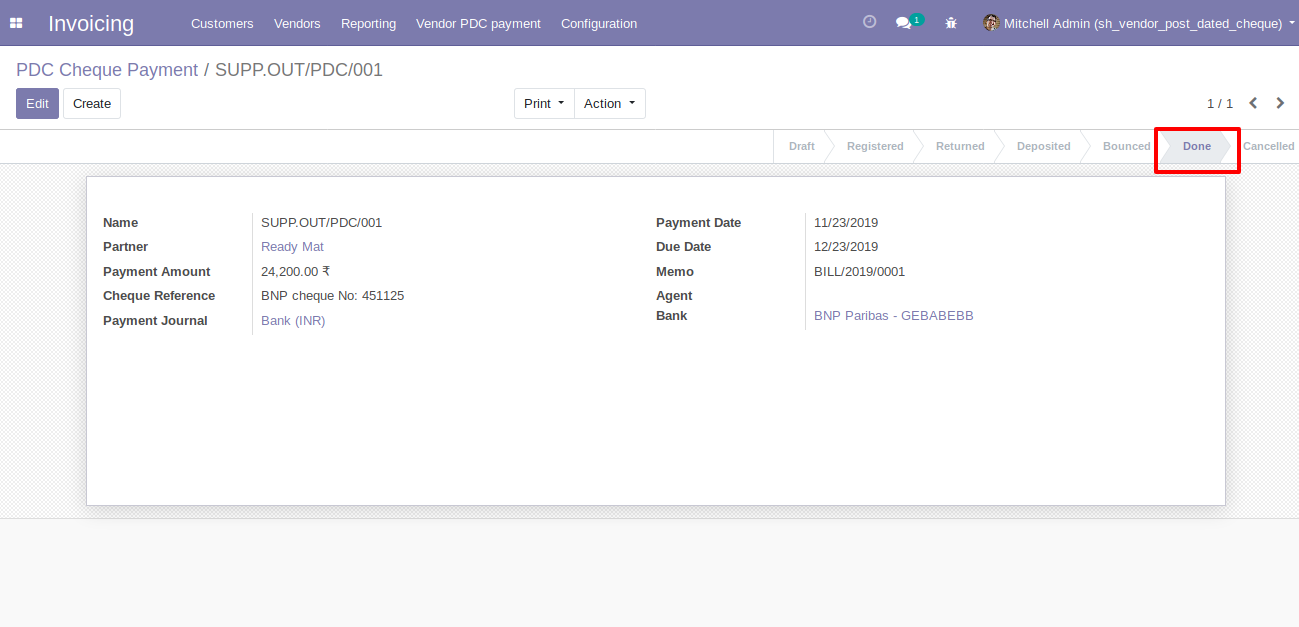 Invoicing Customers Vendors Reporting Vendor PDC payment Configuration 1 Mitchell Admin (sh_vendor_post_dated_cheque)
PDC Cheque Payment / SUPP.OUT/PDC/001
Edit Create Print Action 1 / 1
Draft Registered Returned Deposited Bounced Done Cancelled
Name SUPP.OUT/PDC/001 Payment Date 11/23/2019
Partner Ready Mat Due Date 12/23/2019
Payment Amount 24,200.00 ₹ Memo BILL/2019/0001
Cheque Reference BNP cheque No: 451125 Agent
Payment Journal Bank (INR) Bank BNP Paribas - GEBABEBB